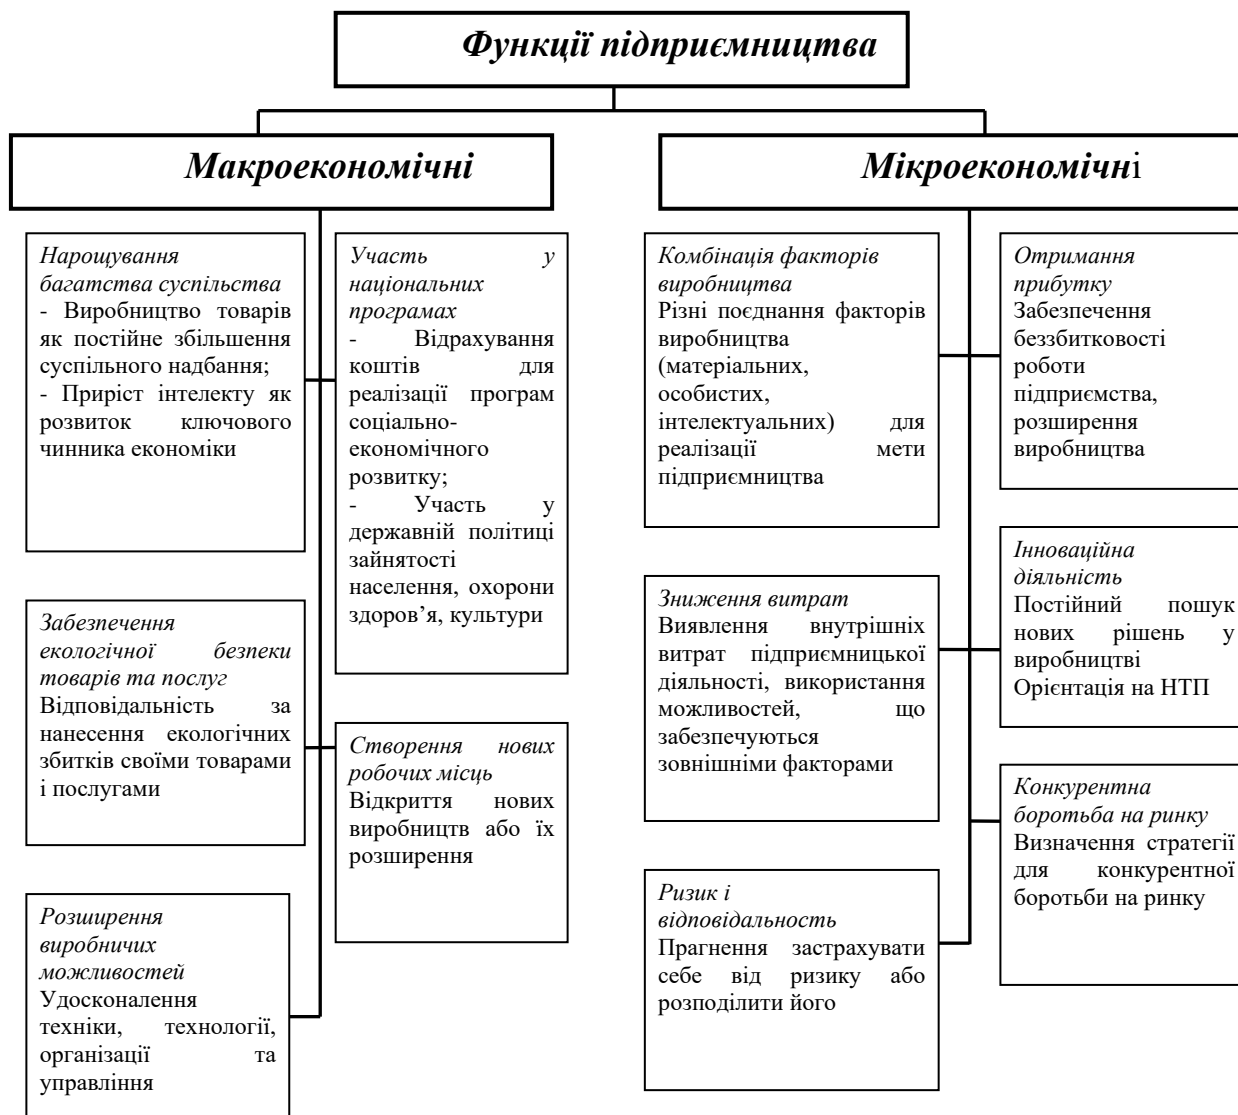 Функції підприємництва
Макроекономічні
Нарощування
багатства суспільства
- Виробництво товарів
як постійне збільшення
суспільного надбання;
- Приріст інтелекту як
розвиток ключового
чинника економіки
Участь у
національних
програмах
- Відрахування
коштів для
реалізації програм
соціально-
економічного
розвитку;
- Участь у
державній політиці
зайнятості
населення, охорони
здоров’я, культури
Забезпечення
екологічної безпеки
товарів та послуг
Відповідальність за
нанесення екологічних
збитків своїми товарами
і послугами
Створення нових
робочих місць
Відкриття нових
виробництв або їх
розширення
Розширення
виробничих
можливостей
Удосконалення
техніки, технології,
організації та
управління
Мікроекономічні
Комбінація факторів
виробництва
Різні поєднання факторів
виробництва
(матеріальних,
особистих,
інтелектуальних) для
реалізації мети
підприємництва
Отримання
прибутку
Забезпечення
беззбитковості
роботи
підприємства,
розширення
виробництва
Зниження витрат
Виявлення внутрішніх
витрат підприємницької
діяльності, використання
можливостей, що
забезпечуються
зовнішніми факторами
Інноваційна
діяльність
Постійний пошук
нових рішень у
виробництві
Орієнтація на НТП
Ризик і
відповідальность
Прагнення застрахувати
себе від ризику або
розподілити його
Конкурентна
боротьба на ринку
Визначення стратегії
для конкурентної
боротьби на ринку